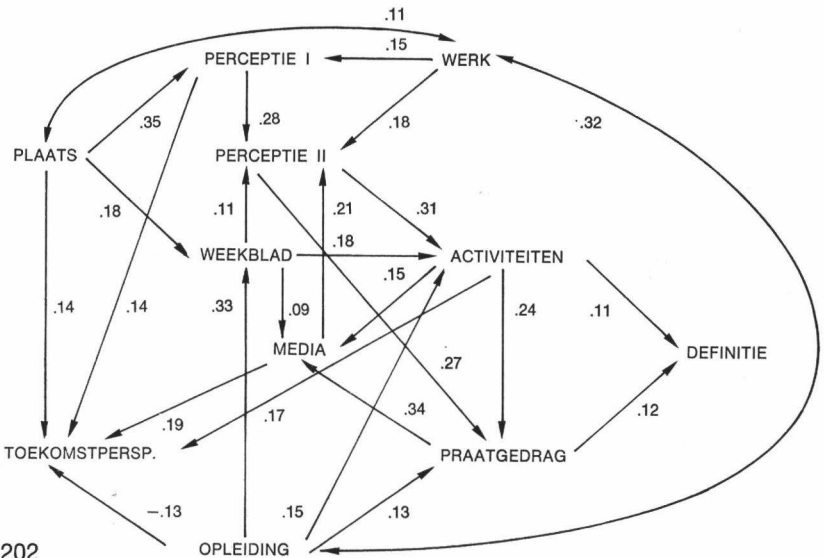 .11
PERCEPTIE I .15 WERK
.35 .28 .18 .32
PLAATS PERCEPTIE II
.18 .11 .21 .31
.18
WEEKBLAD ACTIVITEITEN
.15
.14 .14 .33 .09 .24 .11
MEDIA DEFINITIE
.27
.19 .17 .34 .12
TOEKOMSTPERSP. PRAATGEDRAG
—.13 .15 .13
202 OPLEIDING